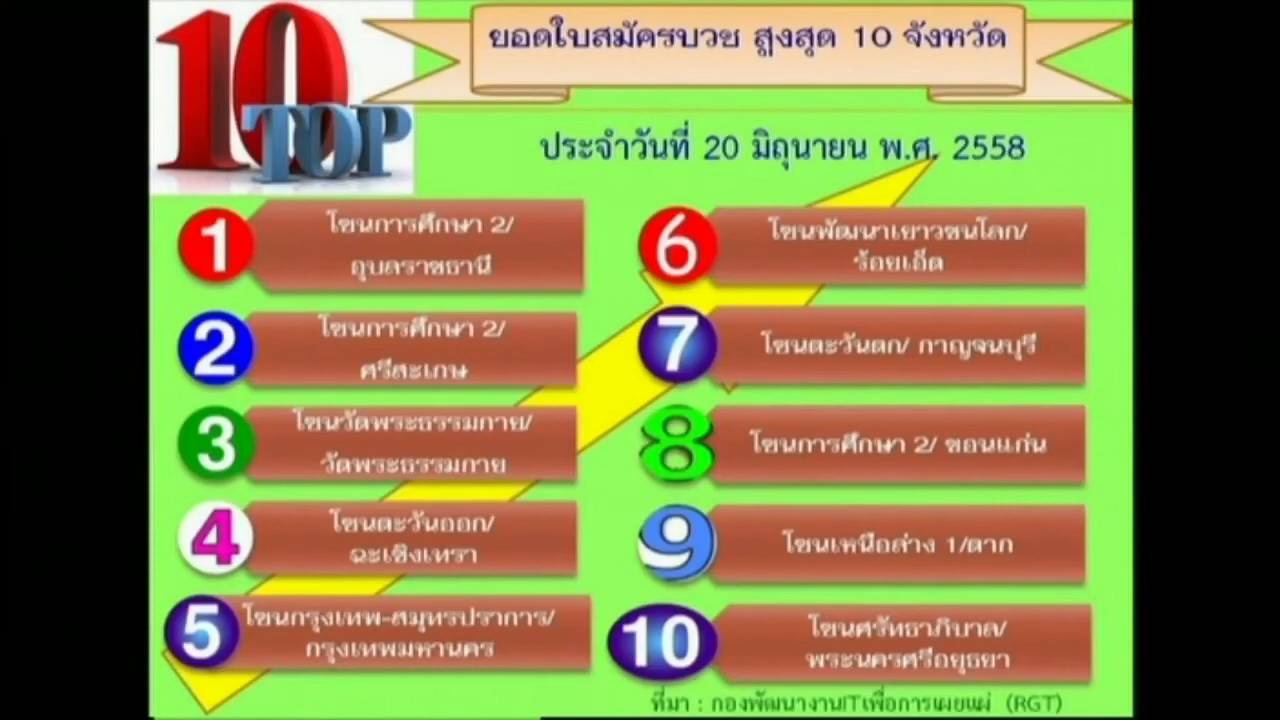 10
TOP
ยอดใบสมัครบวช สูงสุด 10 จังหวัด
ประจำวันที่ 20 มิถุนายน พ.ศ. 2558
1
โซนการศึกษา 2/
อุบลราชธานี
2
โซนการศึกษา 2/
ศรีสะเกษ
3
โซนวัดพระธรรมกาย/
วัดพระธรรมกาย
4
โซนตะวันออก/
ฉะเชิงเทรา
5
โซนกรุงเทพ-สมุทรปราการ/
กรุงเทพมหานคร
6
โซนพัฒนาเยาวชนโลก/
ร้อยเอ็ด
7
โซนตะวันตก/ กาญจนบุรี
8
โซนการศึกษา 2/ ขอนแก่น
9
โซนเหนือล่าง 1/ตาก
10
โซนศรัทธาภิบาล/
พระนครศรีอยุธยา
ที่มา : กองพัฒนางานITเพื่อการเผยแผ่ (RGT)